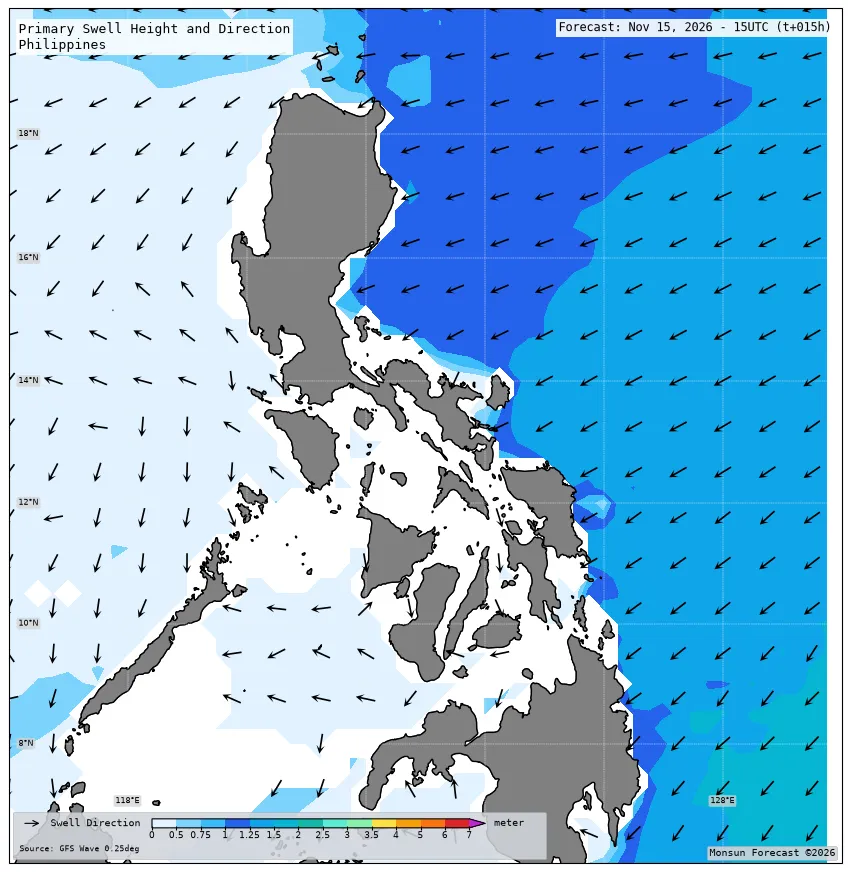 Primary Swell Height and Direction
Philippines
Forecast: Nov 15, 2026 - 15UTC (t+015h)
18°N
16°N
14°N
12°N
10°N
8°N
118°E
128°E
Swell Direction
0 0.5 0.75 1 1.25 1.5 2 2.5 3 3.5 4 5 6 7
meter
Source: GFS Wave 0.25deg
Monsun Forecast ©2026